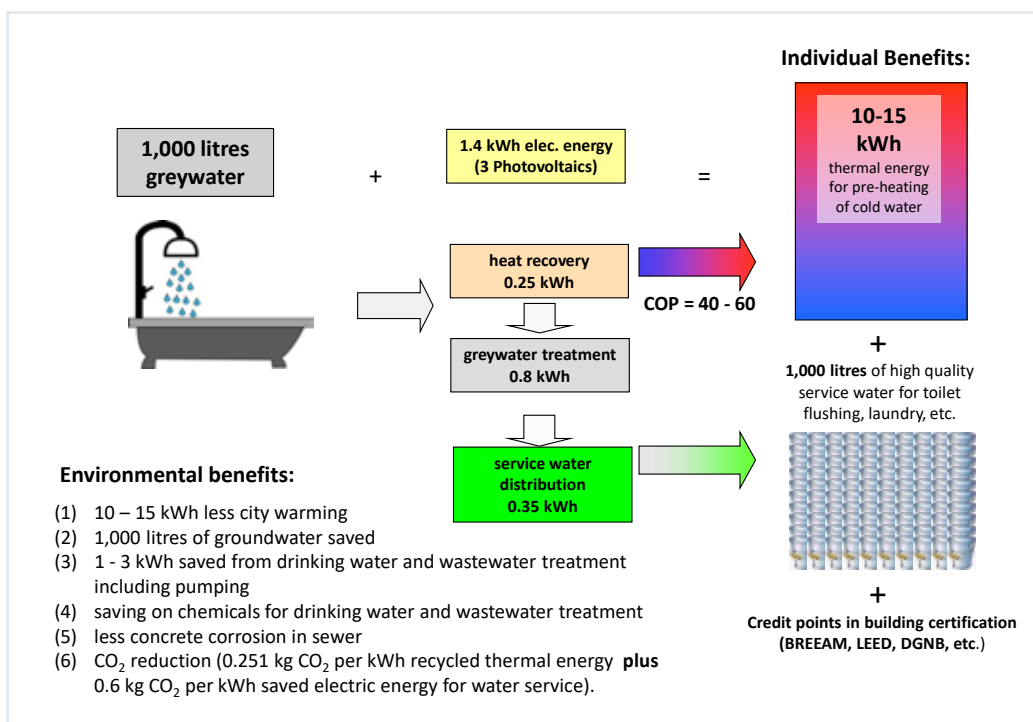 Individual Benefits:
1,000 litres
greywater
+
1.4 kWh elec. energy
(3 Photovoltaics)
=
10-15
kWh
thermal energy
for pre-heating
of cold water
heat recovery
0.25 kWh
COP = 40 - 60
greywater treatment
0.8 kWh
service water
distribution
0.35 kWh
+
1,000 litres of high quality
service water for toilet
flushing, laundry, etc.
+
Credit points in building certification
(BREEAM, LEED, DGNB, etc.)
Environmental benefits:
(1) 10 – 15 kWh less city warming
(2) 1,000 litres of groundwater saved
(3) 1 - 3 kWh saved from drinking water and wastewater treatment
including pumping
(4) saving on chemicals for drinking water and wastewater treatment
(5) less concrete corrosion in sewer
(6) CO₂ reduction (0.251 kg CO₂ per kWh recycled thermal energy plus
0.6 kg CO₂ per kWh saved electric energy for water service).